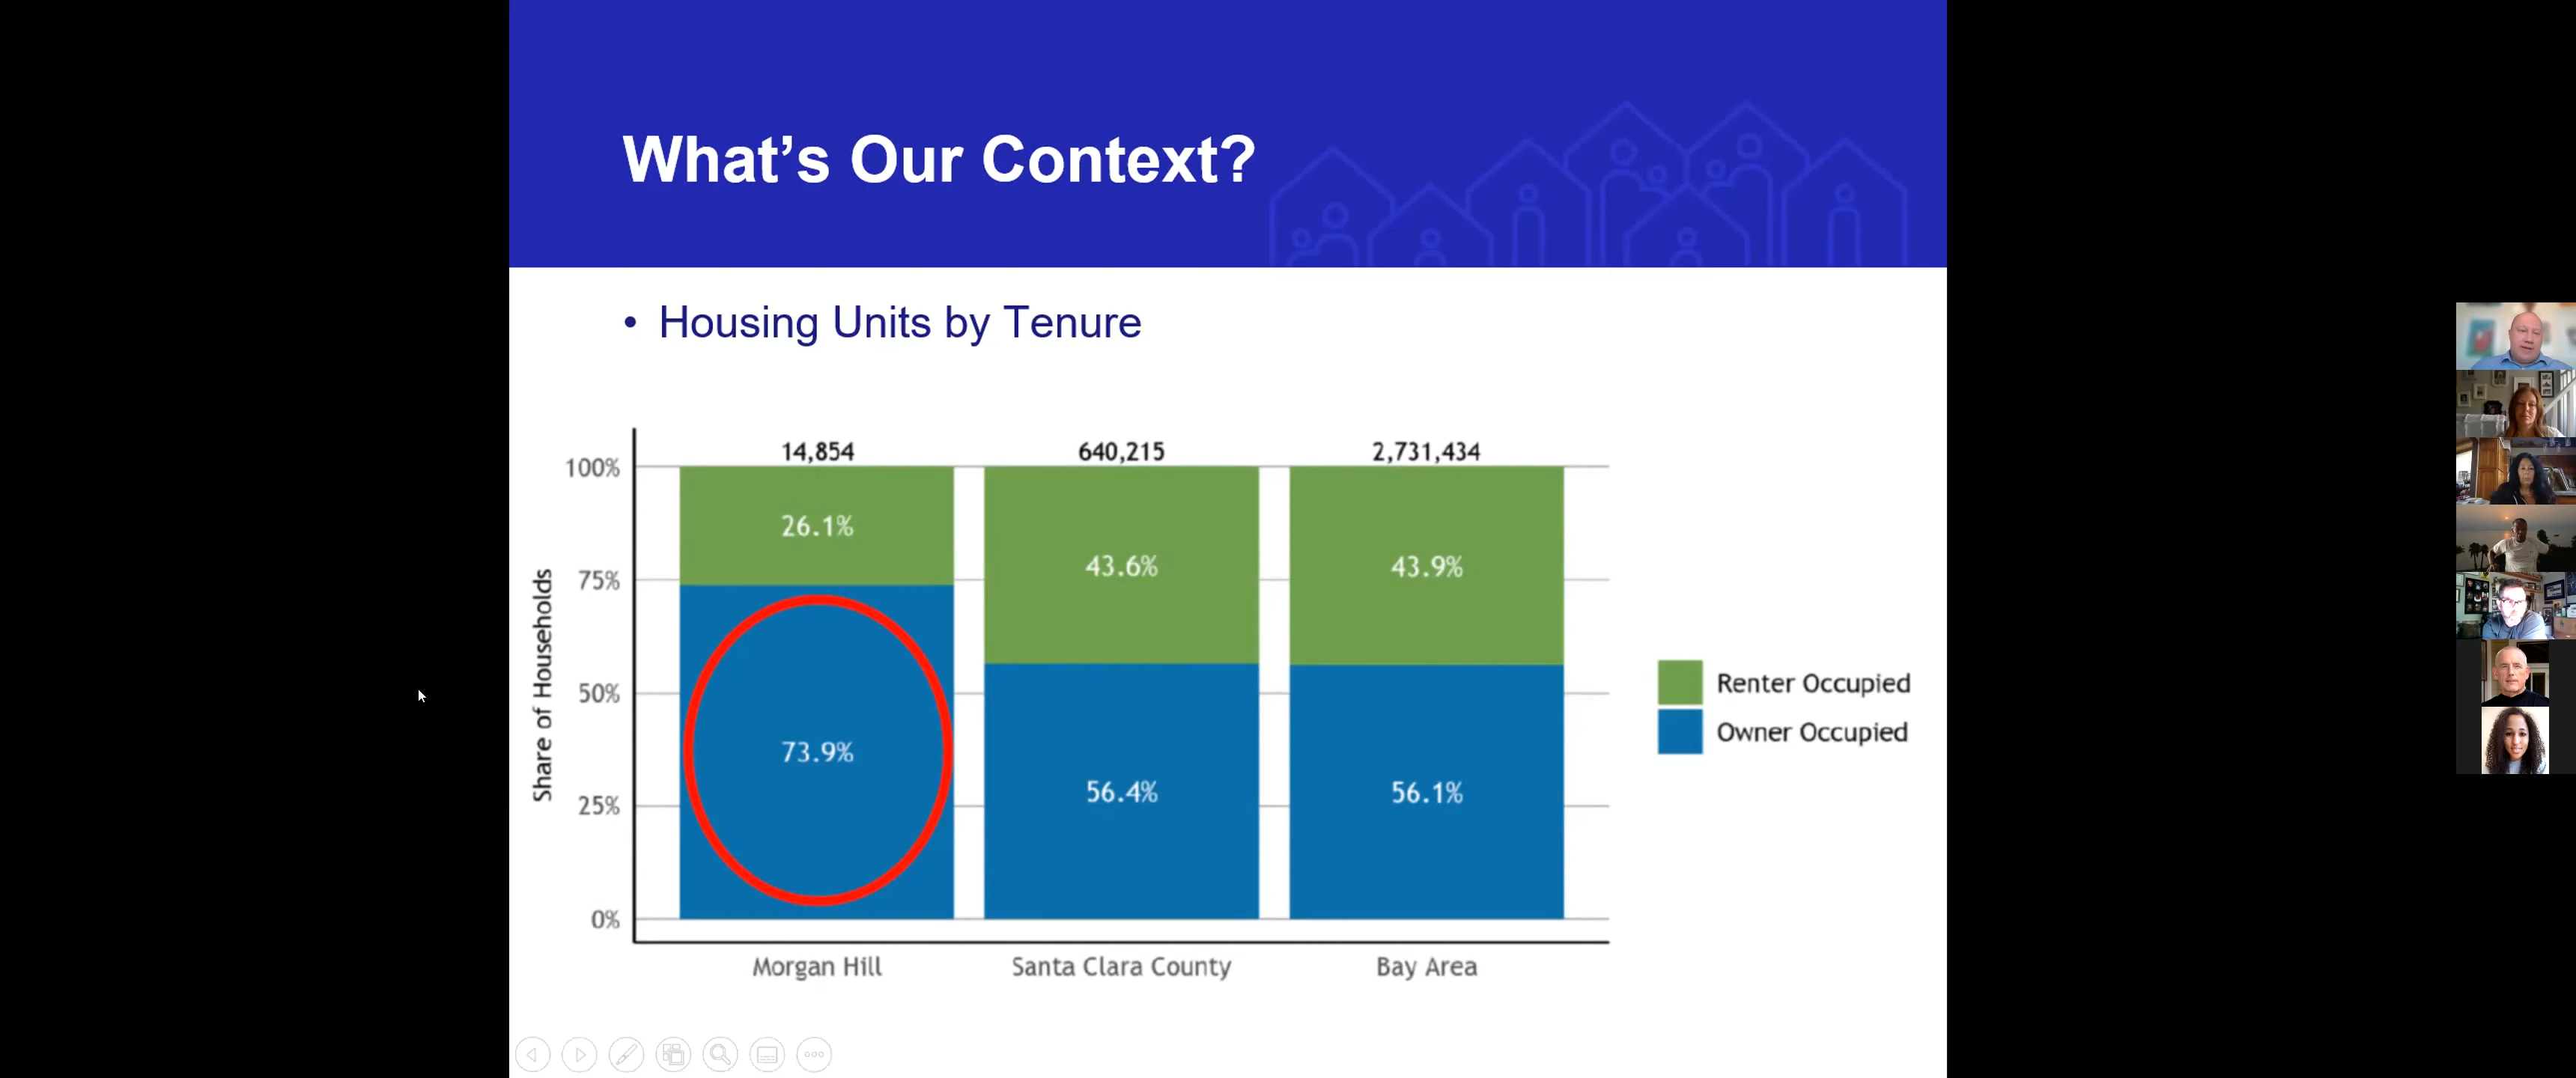 What's Our Context?
• Housing Units by Tenure
14,854 640,215 2,731,434
100%
26.1% 43.6% 43.9%
75%
Share of Households
50%
Renter Occupied
Owner Occupied
73.9% 56.4% 56.1%
25%
0%
Morgan Hill Santa Clara County Bay Area